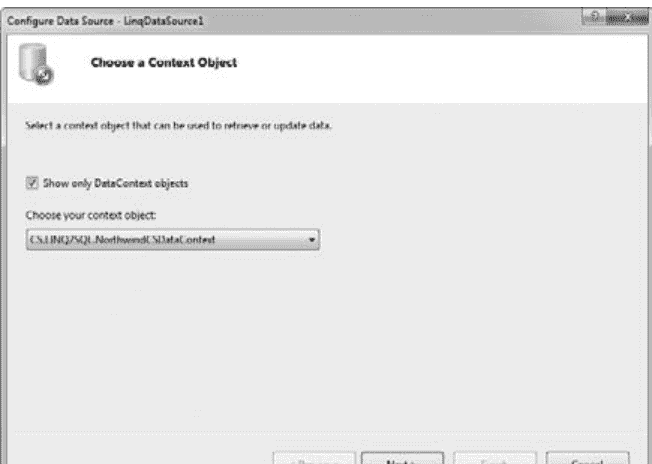 Configure Data Source - LinqDataSource1
Choose a Context Object
Select a context object that can be used to retrieve or update data.
Show only DataContext objects
Choose your context object:
CS.LINQ2SQL.NorthwindCSDataContext
Next >
Cancel